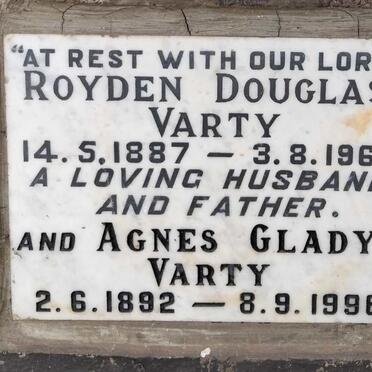 "AT REST WITH OUR LOR
ROYDEN DOUGLAS
VARTY
14.5.1887 — 3.8.196
A LOVING HUSBAN
AND FATHER.
AND AGNES GLADY
VARTY
2.6.1892 — 8.9.1996